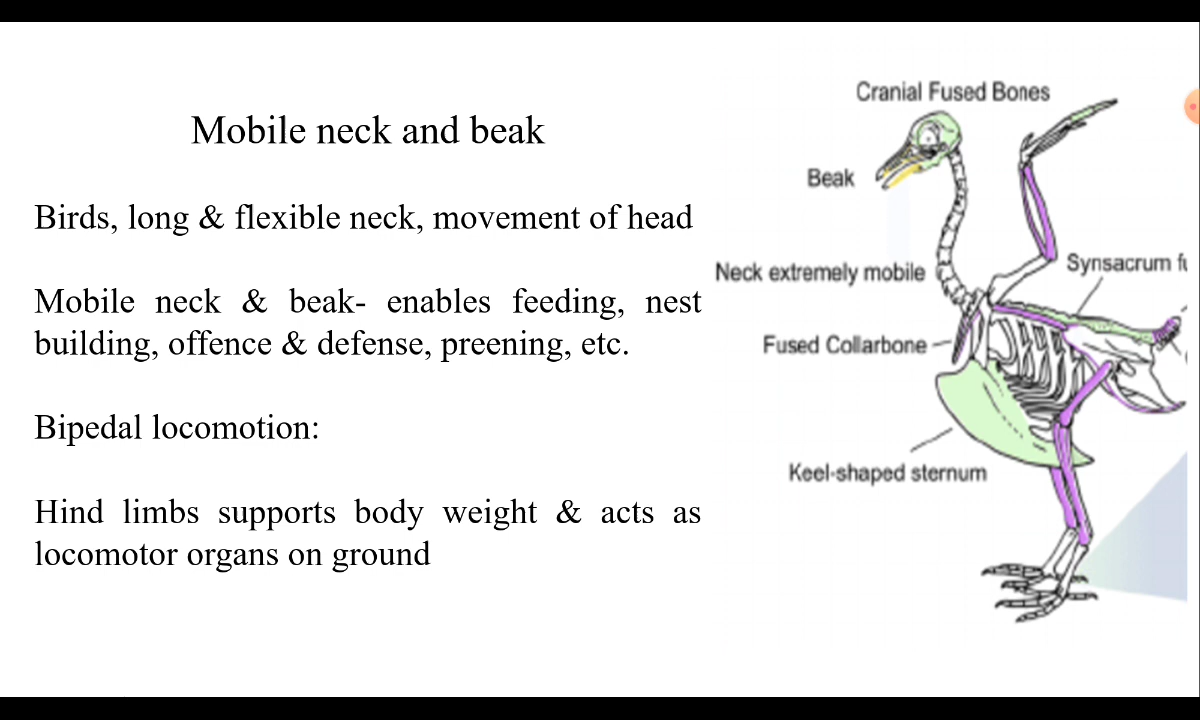 Mobile neck and beak
Birds, long & flexible neck, movement of head
Mobile neck & beak- enables feeding, nest
building, offence & defense, preening, etc.
Bipedal locomotion:
Hind limbs supports body weight & acts as
locomotor organs on ground
Cranial Fused Bones
Beak
Neck extremely mobile
Synsacrum
Fused Collarbone
Keel-shaped sternum